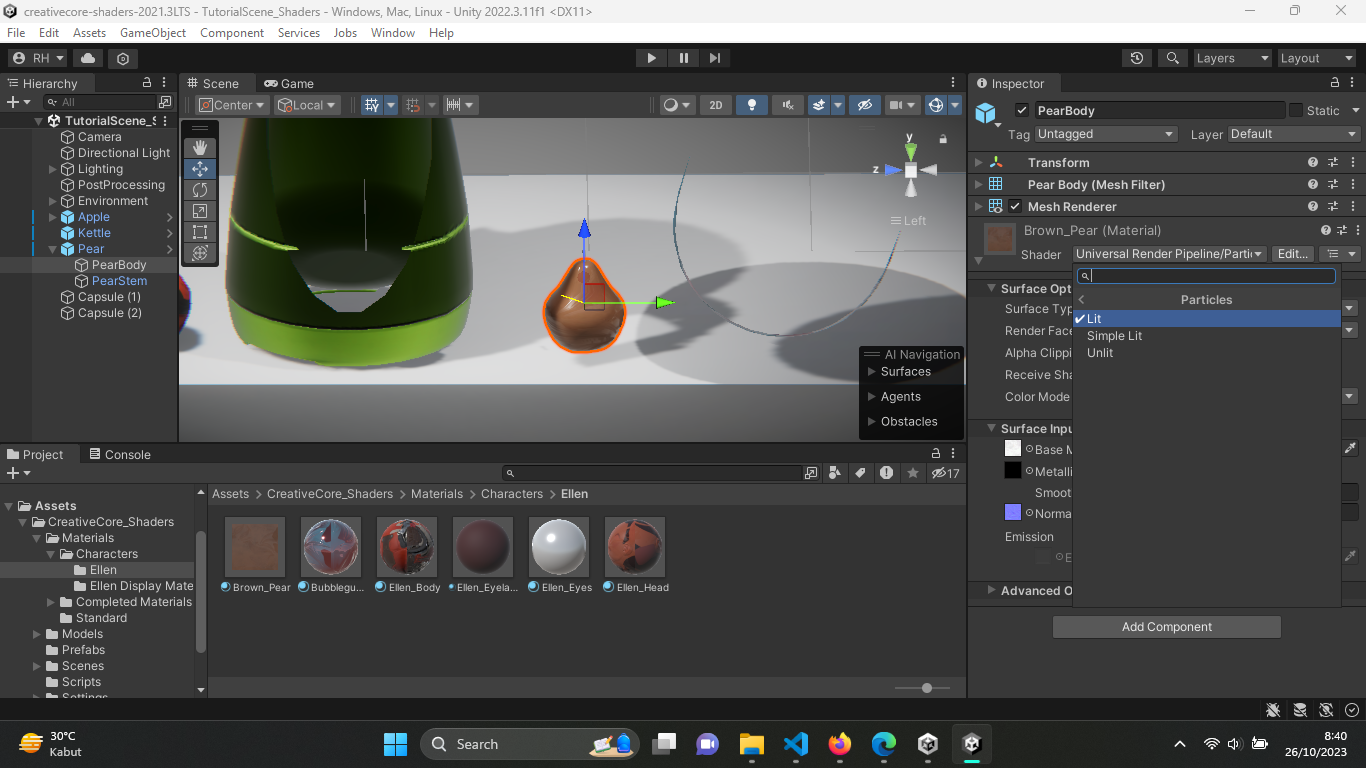 creativecore-shaders-2021.3LTS - TutorialScene_Shaders - Windows, Mac, Linux - Unity 2022.3.11f1 <DX11>
File Edit Assets GameObject Component Services Jobs Window Help
RH Layers Layout
Hierarchy
All
TutorialScene_S
Camera
Directional Light
Lighting
PostProcessing
Environment
Apple
Kettle
Pear
PearBody
PearStem
Capsule (1)
Capsule (2)
Scene Game
Center Local 2D
y
z
Left
AI Navigation
Surfaces
Agents
Obstacles
Inspector
PearBody Static
Tag Untagged Layer Default
Transform
Pear Body (Mesh Filter)
Mesh Renderer
Brown_Pear (Material)
Shader Universal Render Pipeline/Partic Edit...
Particles
Lit
Simple Lit
Unlit
Surface Opt
Surface Typ
Render Face
Alpha Clippi
Receive Sha
Color Mode
Surface Inpu
Base M
Metalli
Smoot
Norma
Emission
E
Advanced O
Add Component
Project Console
17
Assets
CreativeCore_Shaders
Materials
Characters
Ellen
Ellen Display Mate
Completed Materials
Standard
Models
Prefabs
Scenes
Scripts
Settings
Assets > CreativeCore_Shaders > Materials > Characters > Ellen
Brown_Pear Bubblegu... Ellen_Body Ellen_Eyela... Ellen_Eyes Ellen_Head
30°C
Kabut
Search
8:40
26/10/2023